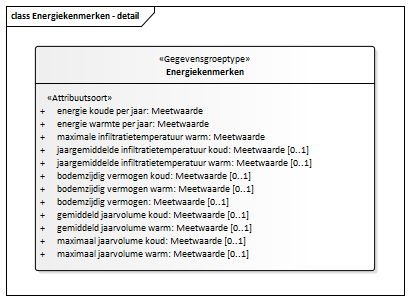 class Energiekenmerken - detail
«Gegevensgroeptype»
Energiekenmerken
«Attribuutsoort»
+ energie koude per jaar: Meetwaarde
+ energie warmte per jaar: Meetwaarde
+ maximale infiltratietemperatuur warm: Meetwaarde
+ jaargemiddelde infiltratietemperatuur koud: Meetwaarde [0..1]
+ jaargemiddelde infiltratietemperatuur warm: Meetwaarde [0..1]
+ bodemzijdig vermogen koud: Meetwaarde [0..1]
+ bodemzijdig vermogen warm: Meetwaarde [0..1]
+ bodemzijdig vermogen: Meetwaarde [0..1]
+ gemiddeld jaarvolume koud: Meetwaarde [0..1]
+ gemiddeld jaarvolume warm: Meetwaarde [0..1]
+ maximaal jaarvolume koud: Meetwaarde [0..1]
+ maximaal jaarvolume warm: Meetwaarde [0..1]